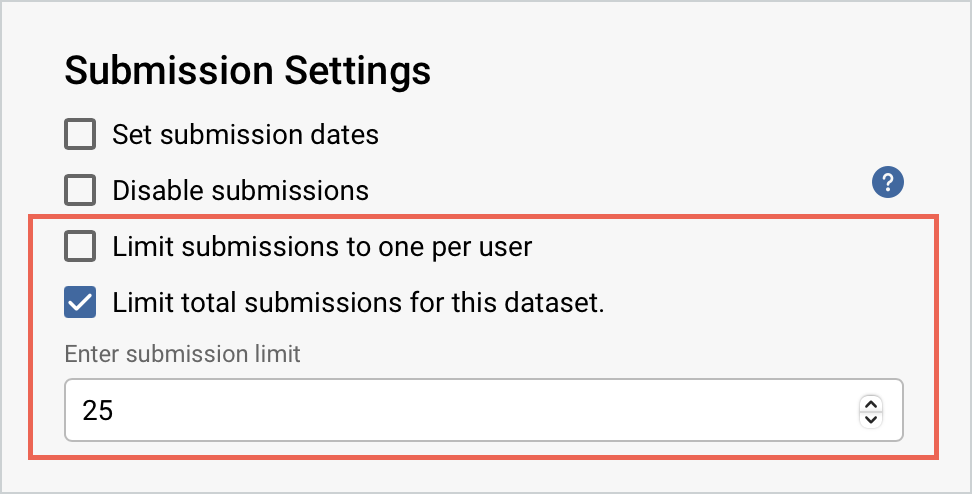 Submission Settings
Set submission dates
Disable submissions
?
Limit submissions to one per user
Limit total submissions for this dataset.
Enter submission limit
25